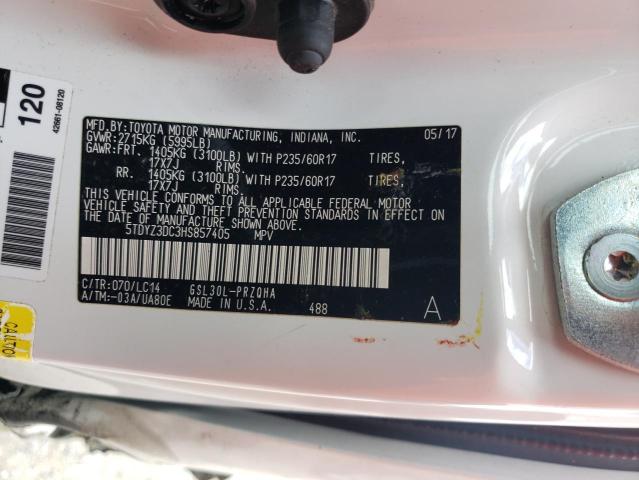 120
42661-08120
MFD.BY: TOYOTA MOTOR MANUFACTURING, INDIANA, INC. 05/17
GVWR: 2715KG (5995LB)
GAWR: FRT. 1405KG (3100LB) WITH P235/60R17 TIRES,
17X7J RIMS.
RR. 1405KG (3100LB) WITH P235/60R17 TIRES,
17X7J RIMS.
THIS VEHICLE CONFORMS TO ALL APPLICABLE FEDERAL MOTOR
VEHICLE SAFETY AND THEFT PREVENTION STANDARDS IN EFFECT
ON THE DATE OF MANUFACTURE SHOWN ABOVE.
5TDYZ3DC3HS857405 MPV
C/TR:070/LC14 GSL30L-PRZQHA
A/TM:-03A/UA80E MADE IN U.S.A. 488 A